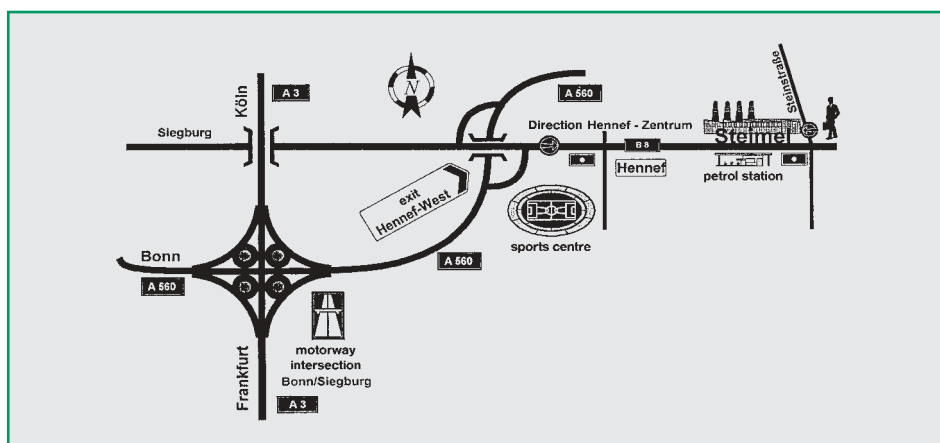 A 3
Köln
N
A 560
Steinstraße
Siegburg
Direction Hennef - Zentrum
Steimel
B 8
Hennef
petrol station
exit
Hennef-West
sports centre
Bonn
A 560
A 560
motorway
intersection
Bonn/Siegburg
Frankfurt
A 3